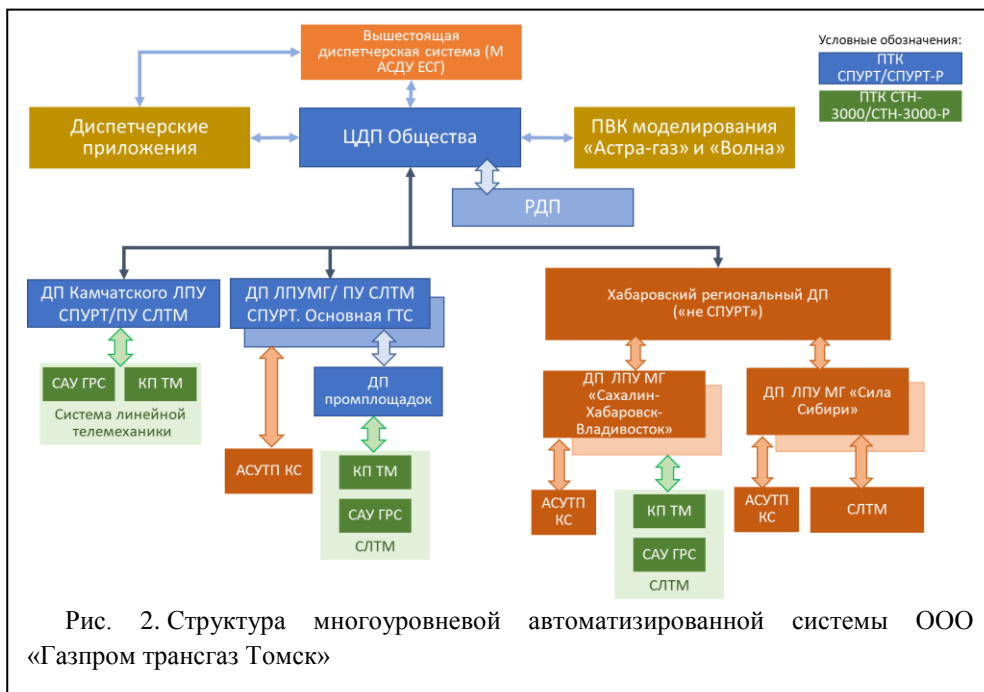 Вышестоящая
диспетчерская система (М
АСДУ ЕСГ)
Условные обозначения:
ПТК
СПУРТ/СПУРТ-Р
ПТК СТН-
3000/СТН-3000-Р
Диспетчерские
приложения
ЦДП Общества
ПВК моделирования
«Астра-газ» и «Волна»
РДП
ДП Камчатского ЛПУ
СПУРТ/ПУ СЛТМ
ДП ЛПУМГ/ ПУ СЛТМ
СПУРТ. Основная ГТС
Хабаровский региональный ДП
(«не СПУРТ»)
САУ ГРС
КП ТМ
Система линейной
телемеханики
АСУТП КС
ДП
промплощадок
КП ТМ
САУ ГРС
СЛТМ
ДП ЛПУ МГ
«Сахалин-
Хабаровск-
Владивосток»
ДП ЛПУ МГ «Сила
Сибири»
АСУТП
КС
КП ТМ
САУ ГРС
СЛТМ
АСУТП
КС
СЛТМ
Рис. 2. Структура многоуровневой автоматизированной системы ООО
«Газпром трансгаз Томск»